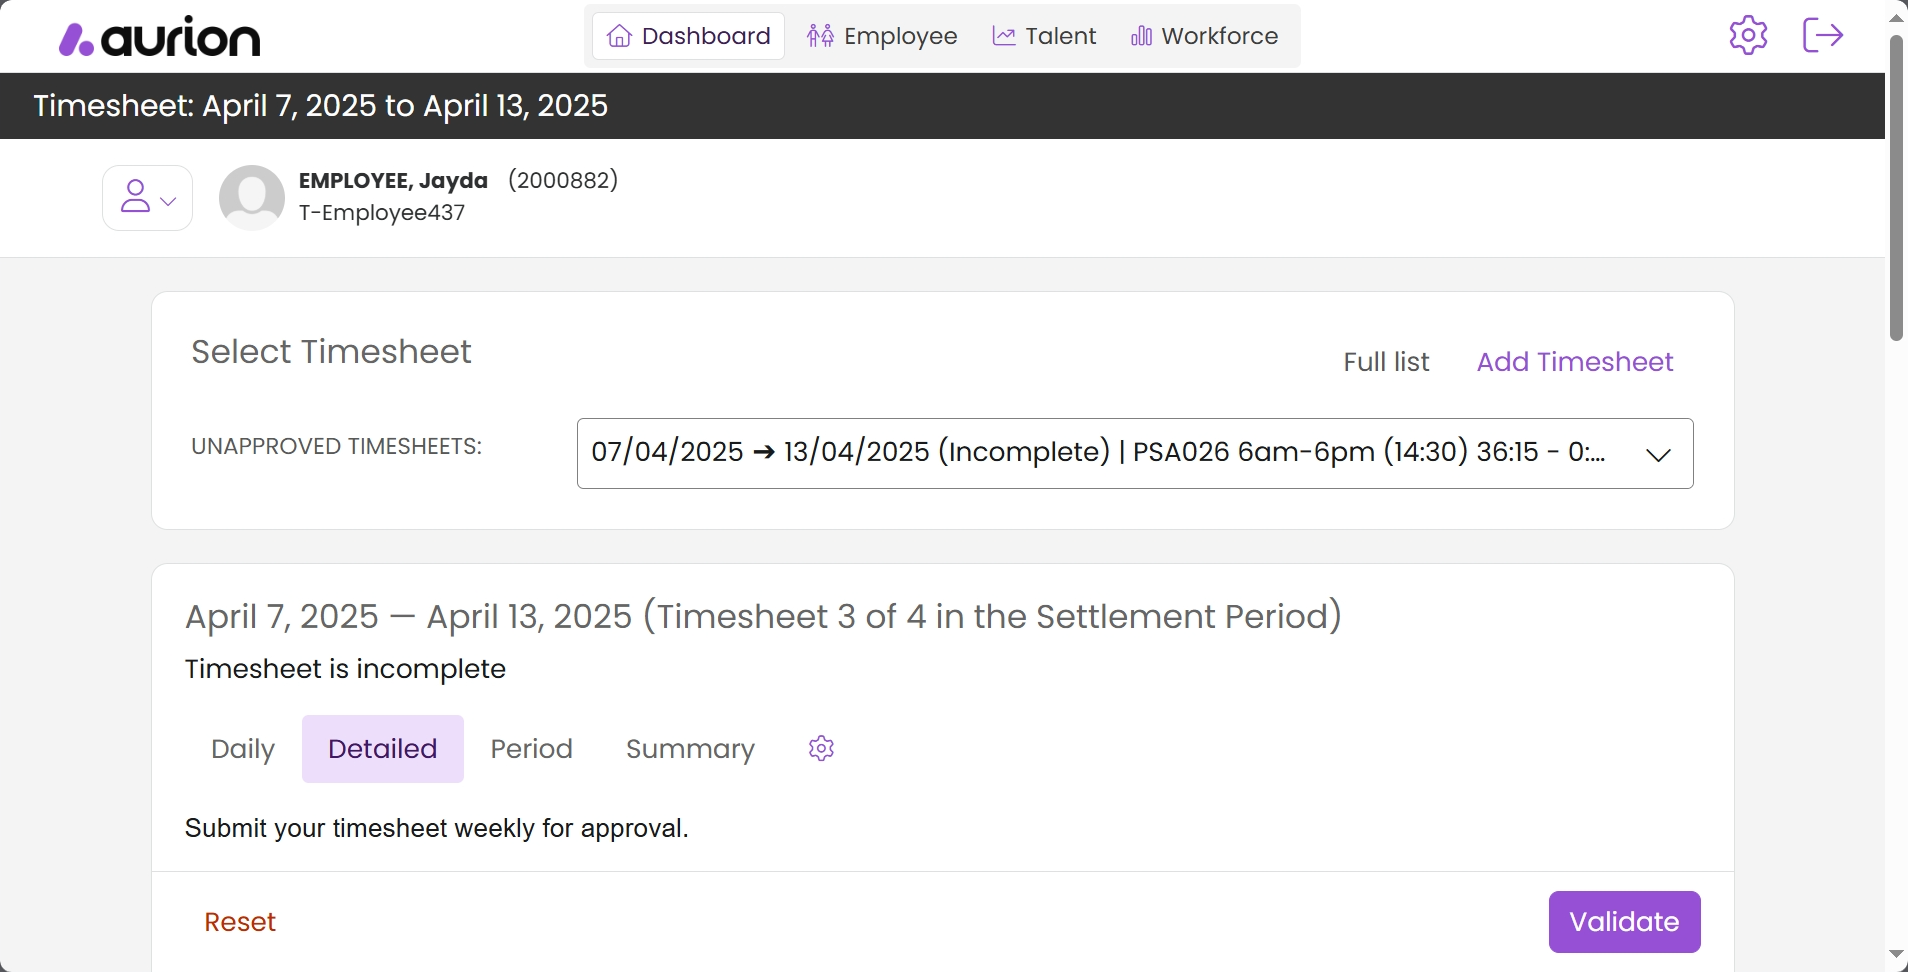 aurion
Dashboard
Employee
Talent
Workforce
Timesheet: April 7, 2025 to April 13, 2025
EMPLOYEE, Jayda (2000882)
T-Employee437
Select Timesheet
Full list
Add Timesheet
UNAPPROVED TIMESHEETS:
07/04/2025 ➔ 13/04/2025 (Incomplete) | PSA026 6am-6pm (14:30) 36:15 - 0:...
April 7, 2025 — April 13, 2025 (Timesheet 3 of 4 in the Settlement Period)
Timesheet is incomplete
Daily
Detailed
Period
Summary
Submit your timesheet weekly for approval.
Reset
Validate